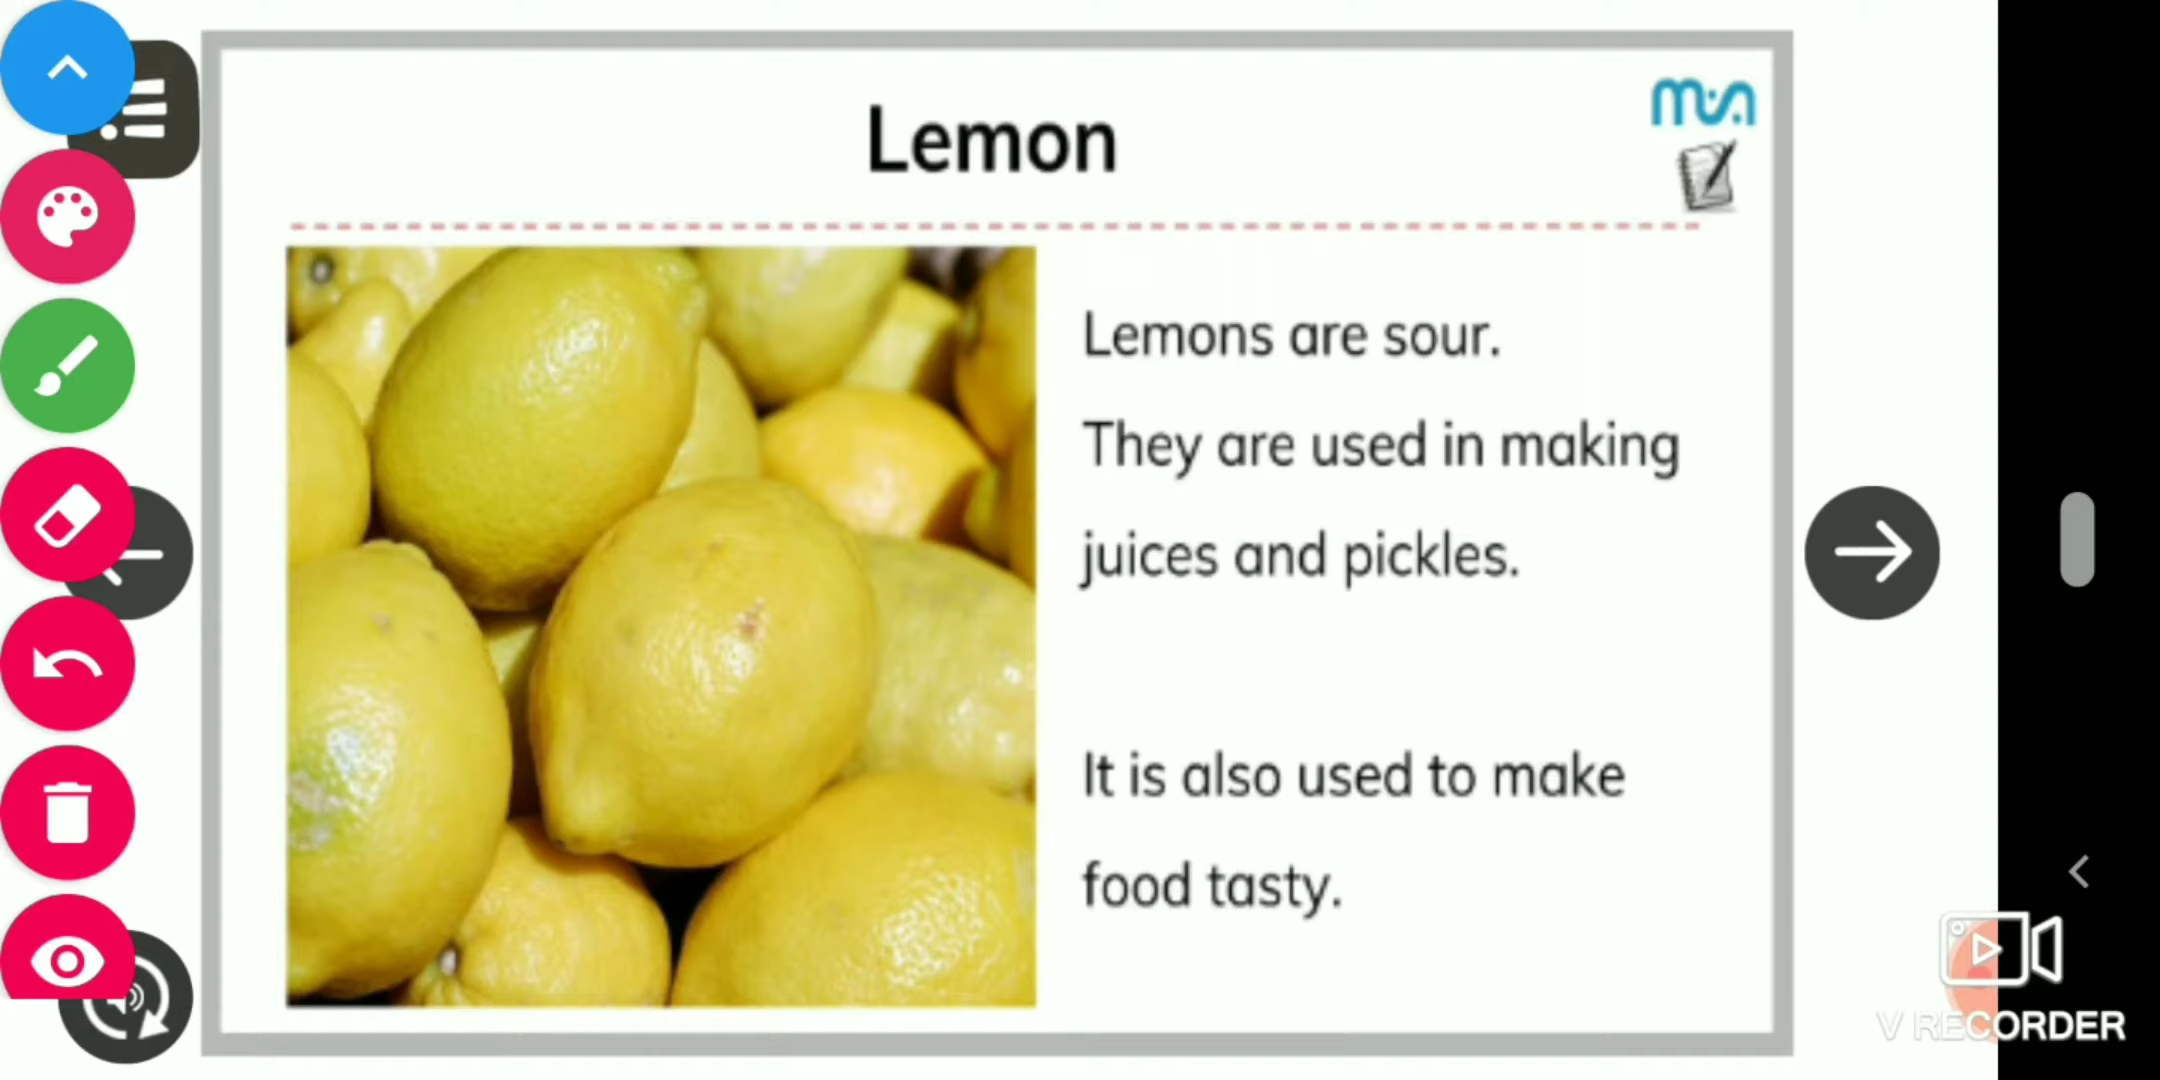 Lemon
Lemons are sour.
They are used in making
juices and pickles.
It is also used to make
food tasty.
V RECORDER